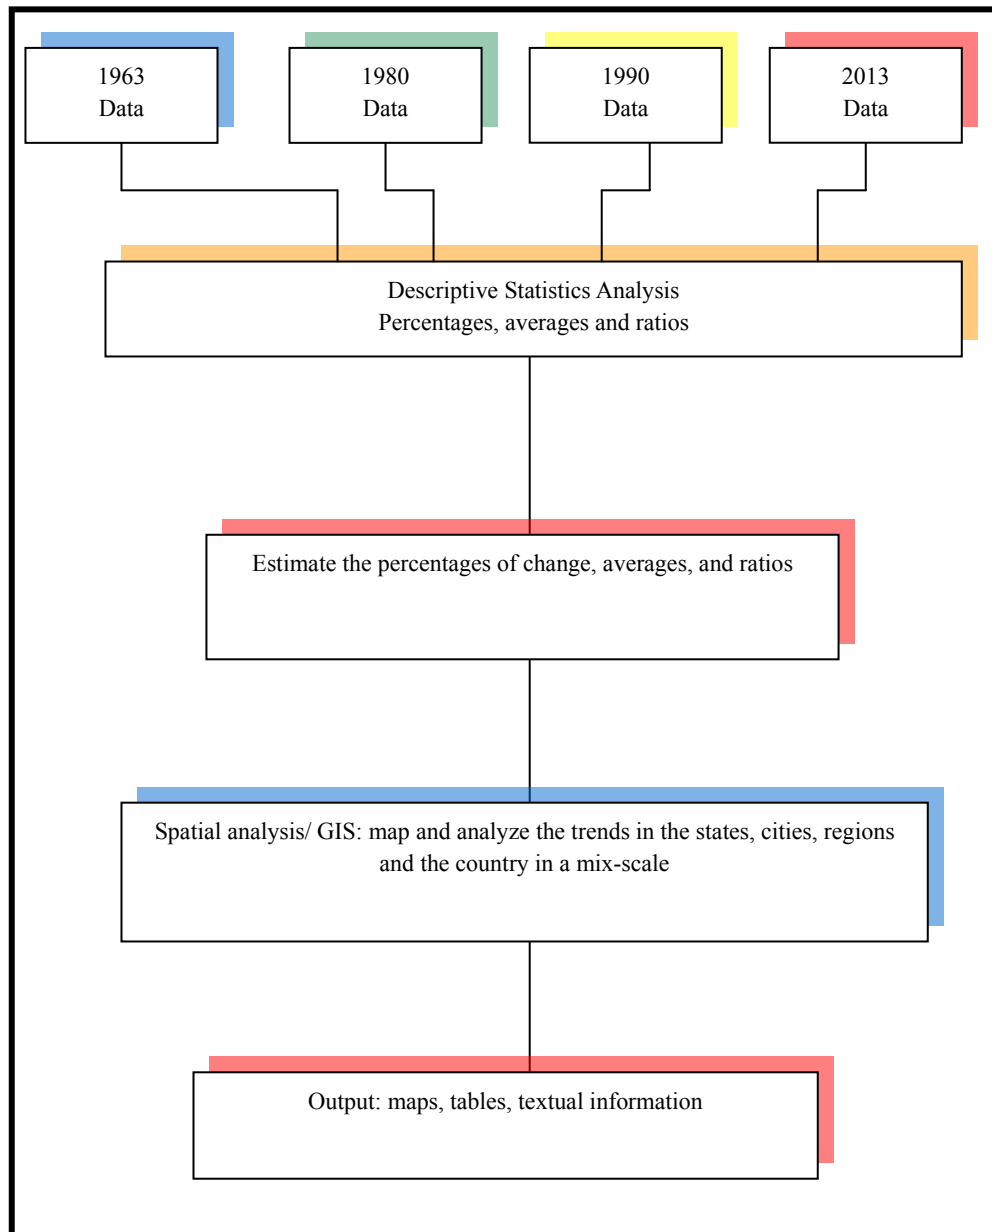 1963
Data
1980
Data
1990
Data
2013
Data
Descriptive Statistics Analysis
Percentages, averages and ratios
Estimate the percentages of change, averages, and ratios
Spatial analysis/ GIS: map and analyze the trends in the states, cities, regions
and the country in a mix-scale
Output: maps, tables, textual information